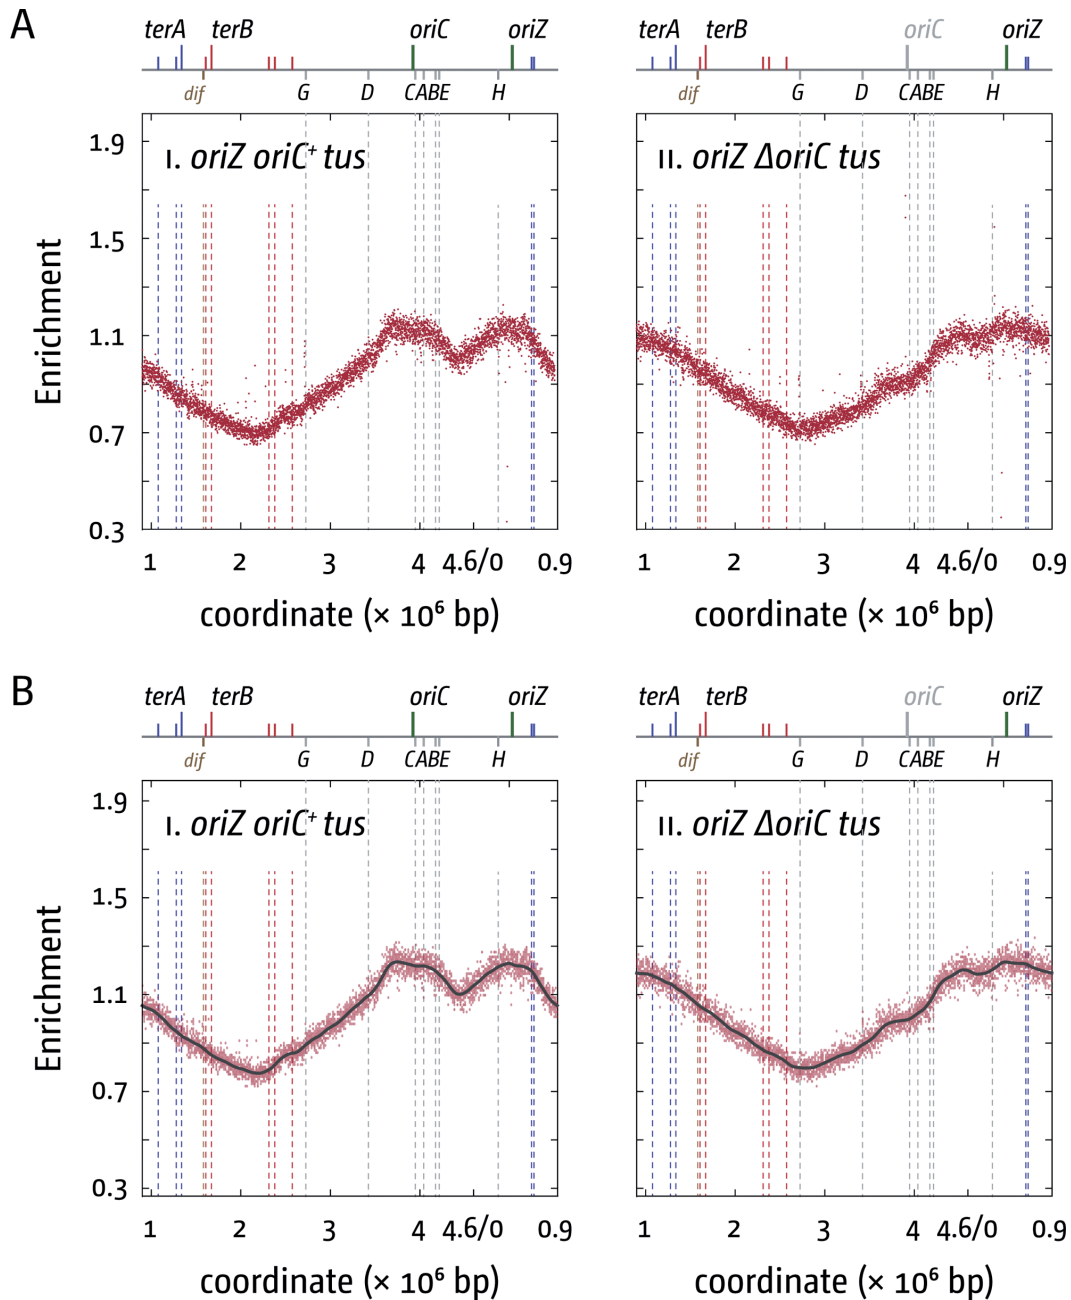 A
terA terB oriC oriZ
dif G D CABE H
I. oriZ oriC⁺ tus
Enrichment
1.9
1.5
1.1
0.7
0.3
1 2 3 4 4.6/0 0.9
coordinate (× 10⁶ bp)
terA terB oriC oriZ
dif G D CABE H
II. oriZ ΔoriC tus
1 2 3 4 4.6/0 0.9
coordinate (× 10⁶ bp)
B
terA terB oriC oriZ
dif G D CABE H
I. oriZ oriC⁺ tus
Enrichment
1.9
1.5
1.1
0.7
0.3
1 2 3 4 4.6/0 0.9
coordinate (× 10⁶ bp)
terA terB oriC oriZ
dif G D CABE H
II. oriZ ΔoriC tus
1 2 3 4 4.6/0 0.9
coordinate (× 10⁶ bp)